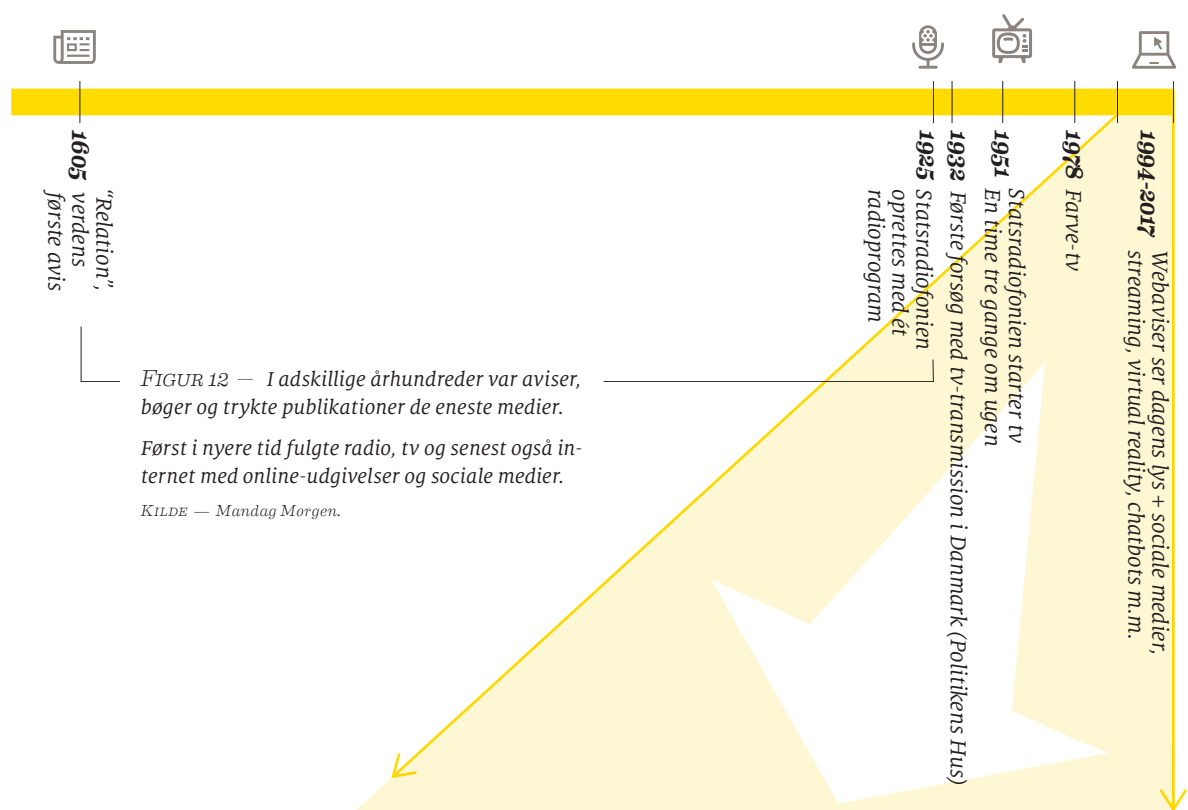 1605 "Relation",
verdens
første avis
1925 Statsradiofonien
oprettes med ét
radioprogram
1932 Første forsøg med tv-transmission i Danmark (Politikens Hus)
1951 Statsradiofonien starter tv
En time tre gange om ugen
1978 Farve-tv
1994-2017 Webaviser ser dagens lys + sociale medier,
streaming, virtual reality, chatbots m.m.
FIGUR 12 — I adskillige århundreder var aviser,
bøger og trykte publikationer de eneste medier.
Først i nyere tid fulgte radio, tv og senest også in-
ternet med online-udgivelser og sociale medier.
KILDE — Mandag Morgen.